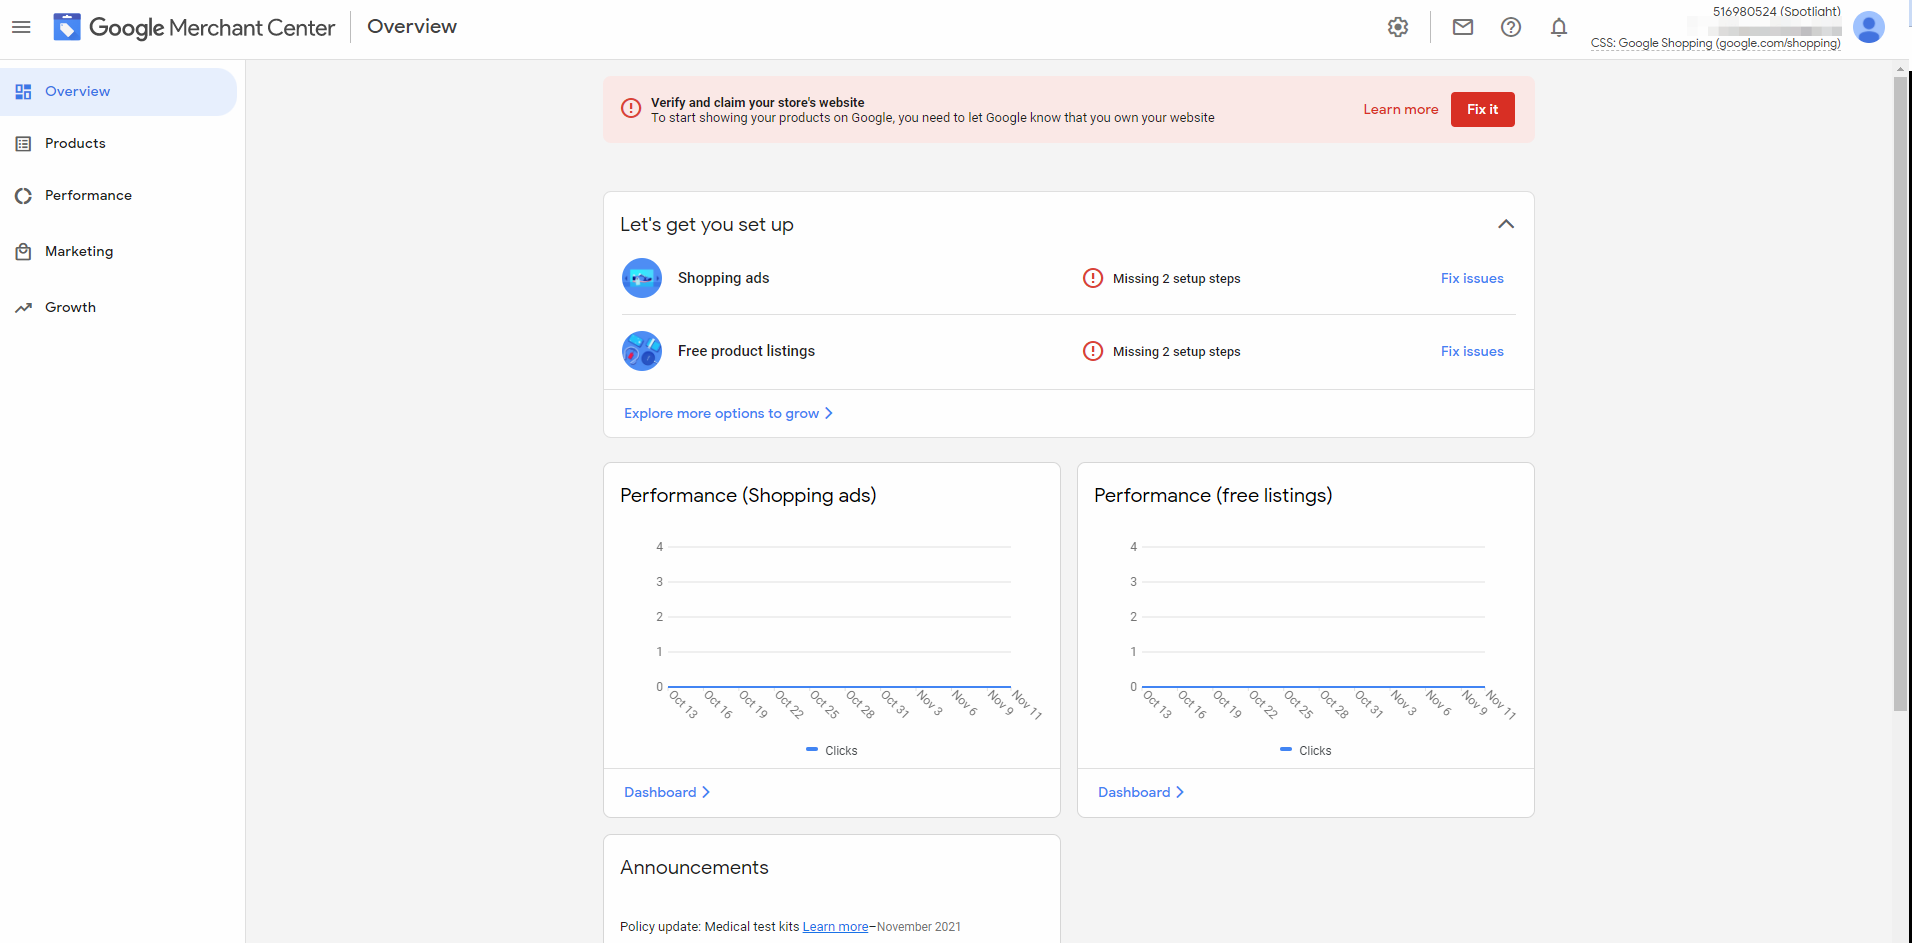 Google Merchant Center
Overview
516980524 (Spotlight)
CSS: Google Shopping (google.com/shopping)
Overview
Products
Performance
Marketing
Growth
Verify and claim your store's website
To start showing your products on Google, you need to let Google know that you own your website
Learn more
Fix it
Let's get you set up
Shopping ads
Missing 2 setup steps
Fix issues
Free product listings
Missing 2 setup steps
Fix issues
Explore more options to grow
Performance (Shopping ads)
4
3
2
1
0
Oct 13 Oct 16 Oct 19 Oct 22 Oct 25 Oct 28 Oct 31 Nov 3 Nov 6 Nov 9 Nov 11
Clicks
Dashboard
Performance (free listings)
4
3
2
1
0
Oct 13 Oct 16 Oct 19 Oct 22 Oct 25 Oct 28 Oct 31 Nov 3 Nov 6 Nov 9 Nov 11
Clicks
Dashboard
Announcements
Policy update: Medical test kits Learn more–November 2021